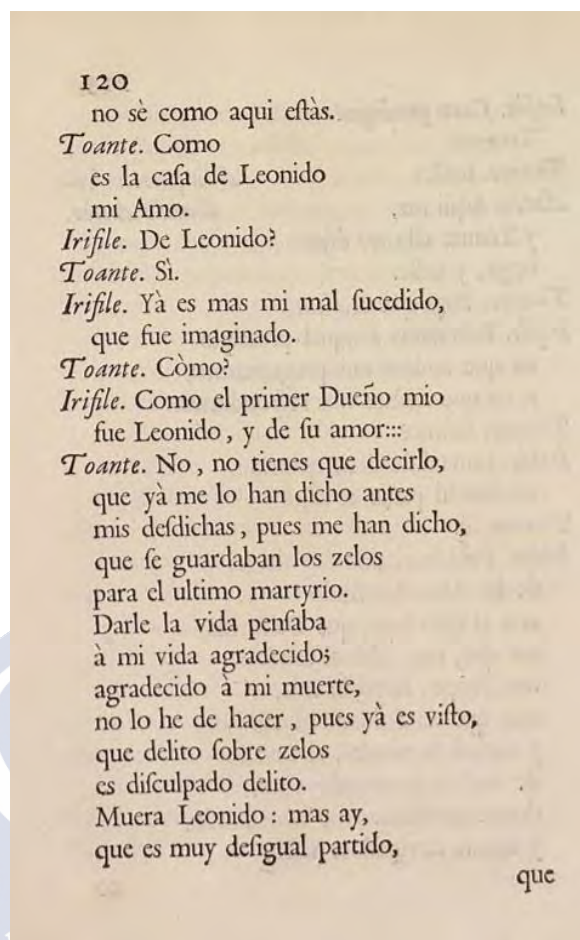 120
no sè como aqui eſtàs.
Toante. Como
es la caſa de Leonido
mi Amo.
Irifile. De Leonido?
Toante. Sì.
Irifile. Yà es mas mi mal ſucedido,
que fue imaginado.
Toante. Còmo?
Irifile. Como el primer Dueño mio
fue Leonido, y de ſu amor:::
Toante. No, no tienes que decirlo,
que yà me lo han dicho antes
mis deſdichas, pues me han dicho,
que ſe guardaban los zelos
para el ultimo martyrio.
Darle la vida penſaba
à mi vida agradecido;
agradecido à mi muerte,
no lo he de hacer, pues yà es viſto,
que delito ſobre zelos
es diſculpado delito.
Muera Leonido: mas ay,
que es muy deſigual partido,
que